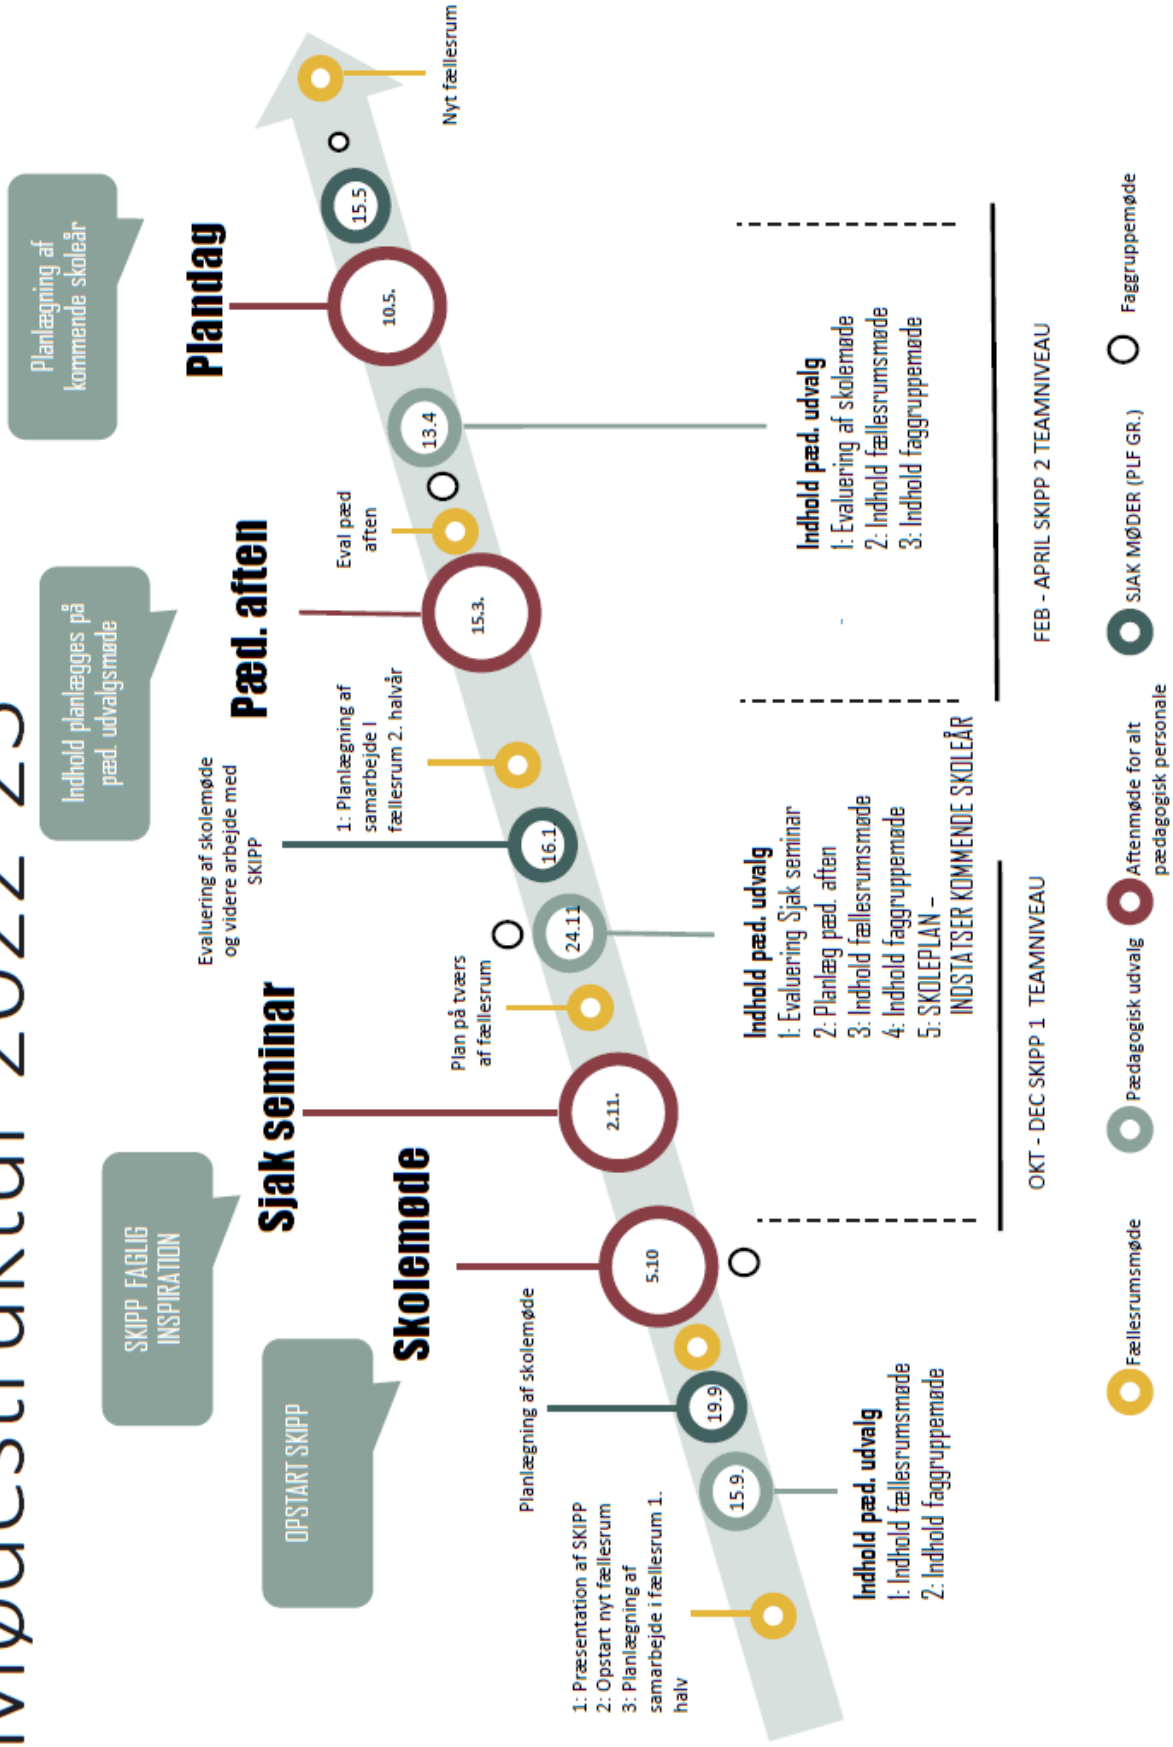 Mødestruktur 2022-23
OPSTART SKIPP
SKIPP FAGLIG
INSPIRATION
Indhold planlægges på
pæd. udvalgsmøde
Planlægning af
kommende skoleår
Skolemøde
Sjak seminar
Pæd. aften
Plandag
1: Præsentation af SKIPP
2: Opstart nyt fællesrum
3: Planlægning af
samarbejde i fællesrum 1.
halv
Planlægning af skolemøde
Plan på tværs
af fællesrum
Evaluering af skolemøde
og videre arbejde med
SKIPP
1: Planlægning af
samarbejde I
fællesrum 2. halvår
Eval pæd
aften
Nyt fællesrum
15.9.
19.9
5.10
2.11.
24.11
16.1
15.3.
13.4
10.5.
15.5
Indhold pæd. udvalg
1: Indhold fællesrumsmøde
2: Indhold faggruppemøde
Indhold pæd. udvalg
1: Evaluering Sjak seminar
2: Planlæg pæd. aften
3: Indhold fællesrumsmøde
4: Indhold faggruppemøde
5: SKOLEPLAN –
INDSTATSER KOMMENDE SKOLEÅR
-
Indhold pæd. udvalg
1: Evaluering af skolemøde
2: Indhold fællesrumsmøde
3: Indhold faggruppemøde
OKT - DEC SKIPP 1 TEAMNIVEAU
FEB - APRIL SKIPP 2 TEAMNIVEAU
Fællesrumsmøde
Pædagogisk udvalg
Aftenmøde for alt
pædagogisk personale
SJAK MØDER (PLF GR.)
Faggruppemøde